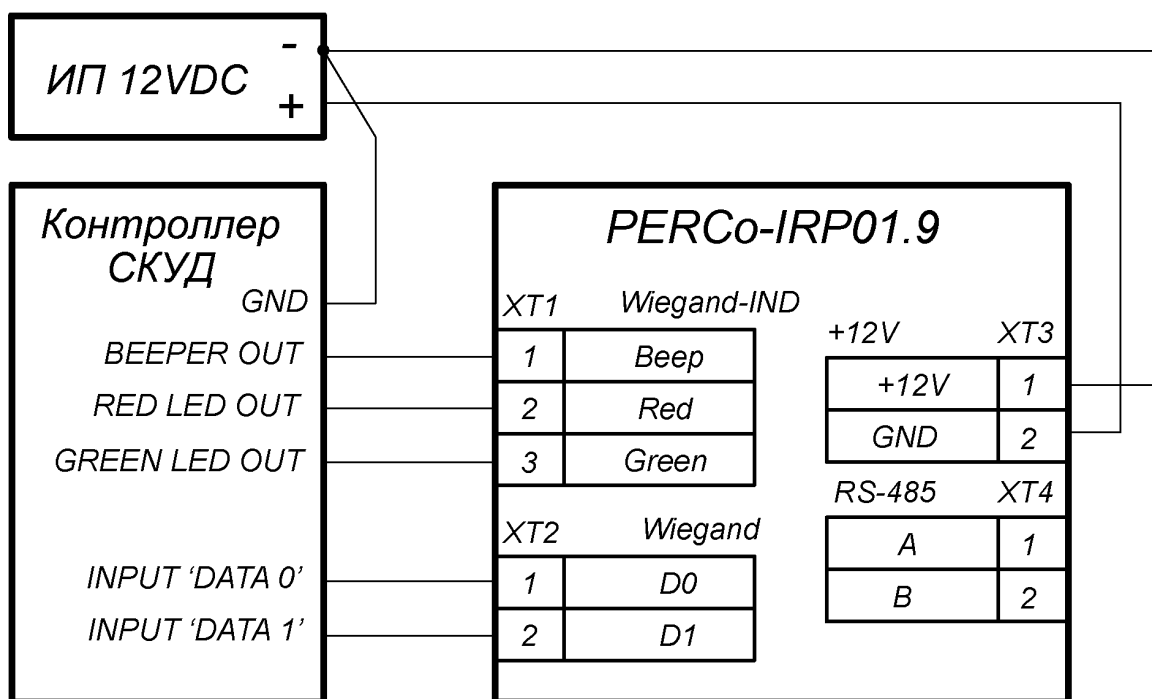 ИП 12VDC
-
+
Контроллер
СКУД
GND
BEEPER OUT
RED LED OUT
GREEN LED OUT
INPUT ‘DATA 0’
INPUT ‘DATA 1’
PERCo-IRP01.9
XT1 Wiegand-IND
1 Beep
2 Red
3 Green
XT2 Wiegand
1 D0
2 D1
+12V XT3
+12V 1
GND 2
RS-485 XT4
A 1
B 2